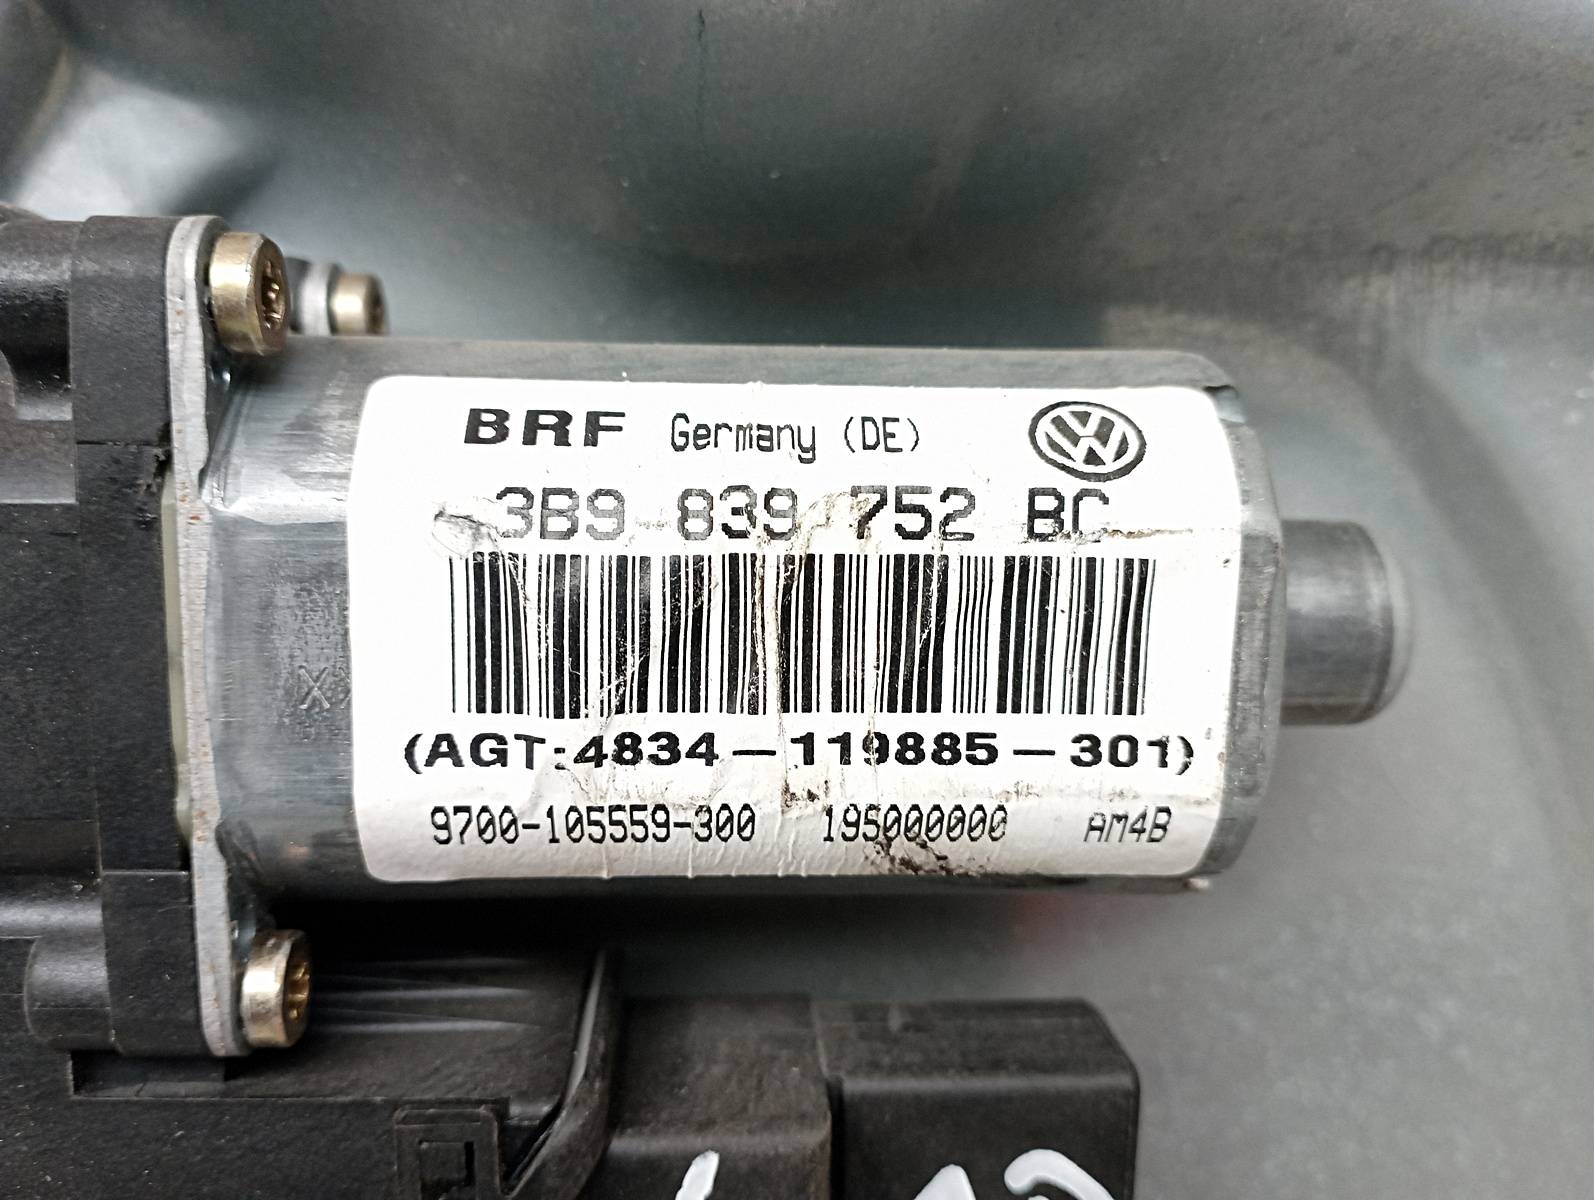 BRF Germany (DE)
3B9 839 752 BC
(AGT:4834-119885-301)
9700-105559-300 195000000 AM4B